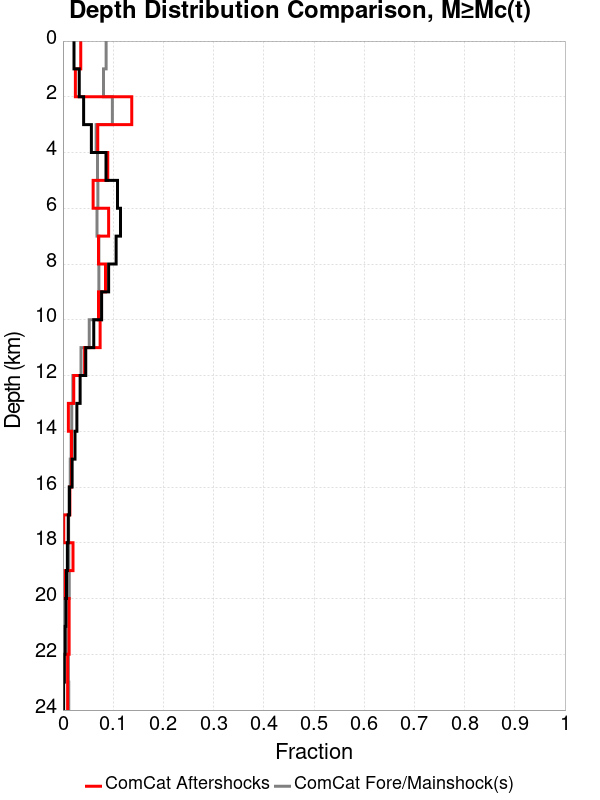 Depth Distribution Comparison, M≥Mc(t)
0
2
4
6
8
10
12
14
16
18
20
22
24
Depth (km)
0 0.1 0.2 0.3 0.4 0.5 0.6 0.7 0.8 0.9 1
Fraction
ComCat Aftershocks ComCat Fore/Mainshock(s)